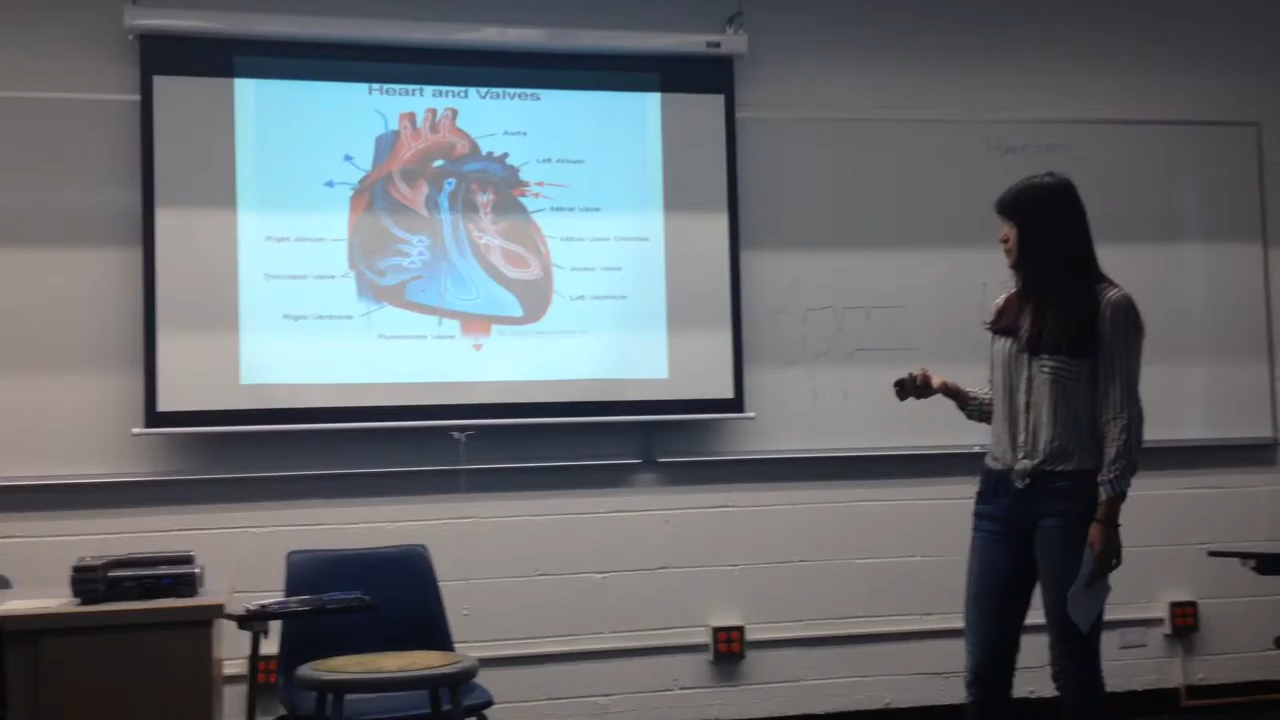 Heart and Valves
Aorta
Left Atrium
Mitral Valve
Right Atrium
Mitral Valve Chordae
Aortic Valve
Tricuspid Valve
Left Ventricle
Right Ventricle
Pulmonary Valve